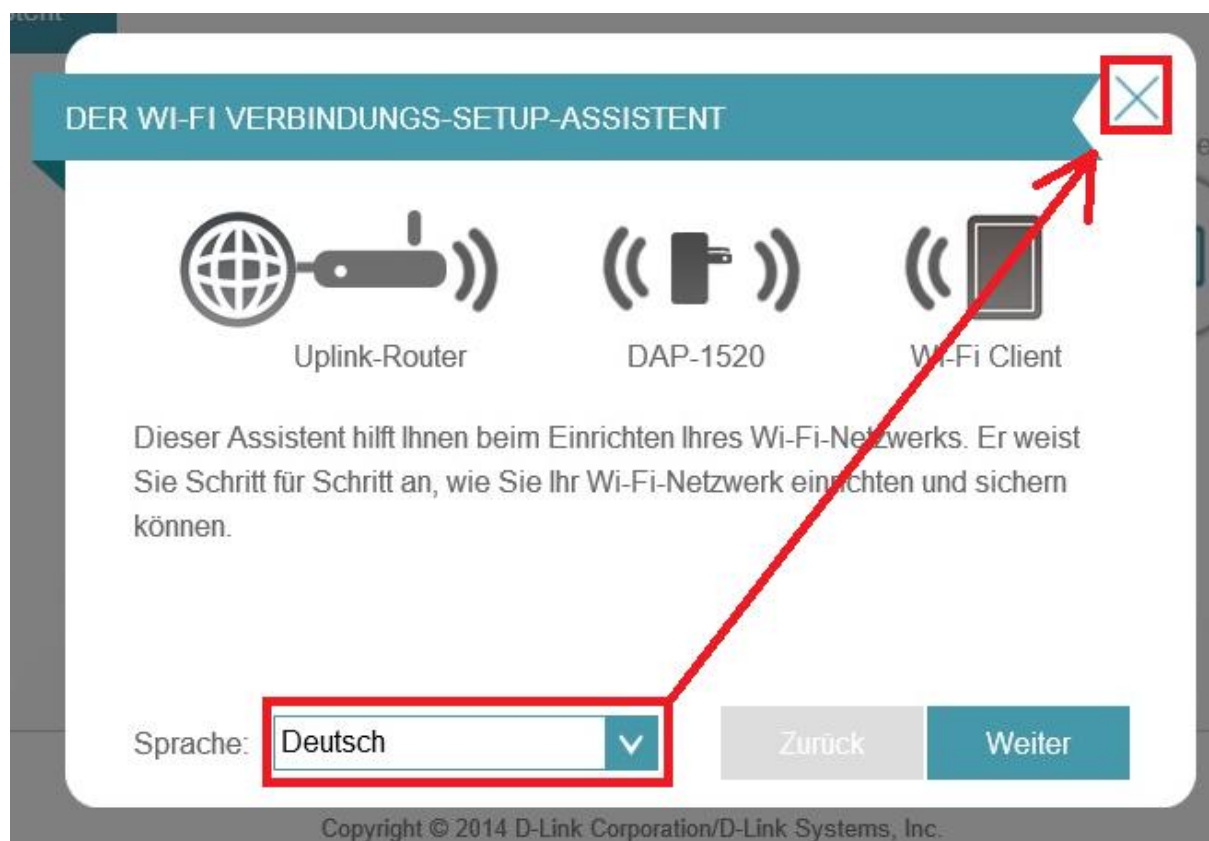 DER WI-FI VERBINDUNGS-SETUP-ASSISTENT
Uplink-Router
DAP-1520
Wi-Fi Client
Dieser Assistent hilft Ihnen beim Einrichten Ihres Wi-Fi-Netzwerks. Er weist
Sie Schritt für Schritt an, wie Sie Ihr Wi-Fi-Netzwerk einrichten und sichern
können.
Sprache: Deutsch
Zurück
Weiter
Copyright © 2014 D-Link Corporation/D-Link Systems, Inc.